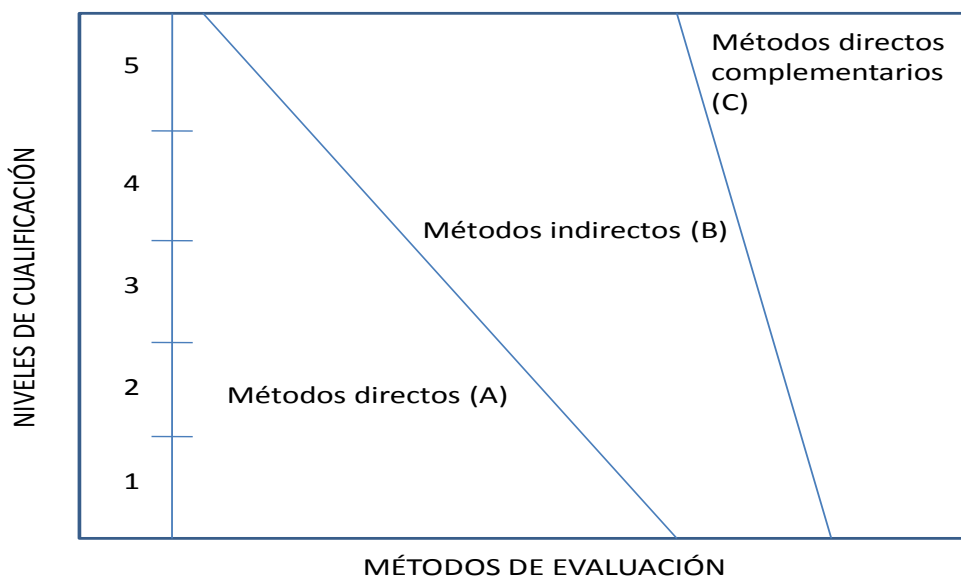 NIVELES DE CUALIFICACIÓN
5
4
3
2
1
Métodos directos
complementarios
(C)
Métodos indirectos (B)
Métodos directos (A)
MÉTODOS DE EVALUACIÓN